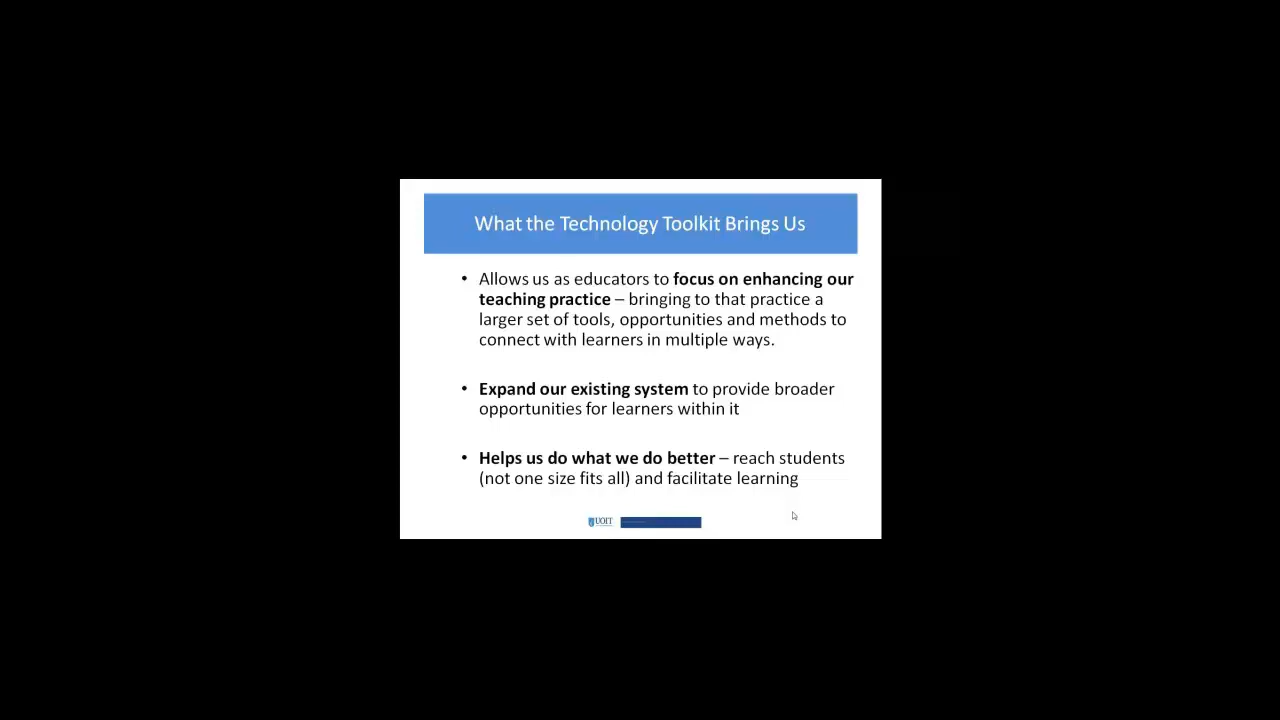 What the Technology Toolkit Brings Us
• Allows us as educators to focus on enhancing our
teaching practice – bringing to that practice a
larger set of tools, opportunities and methods to
connect with learners in multiple ways.
• Expand our existing system to provide broader
opportunities for learners within it
• Helps us do what we do better – reach students
(not one size fits all) and facilitate learning
UOIT